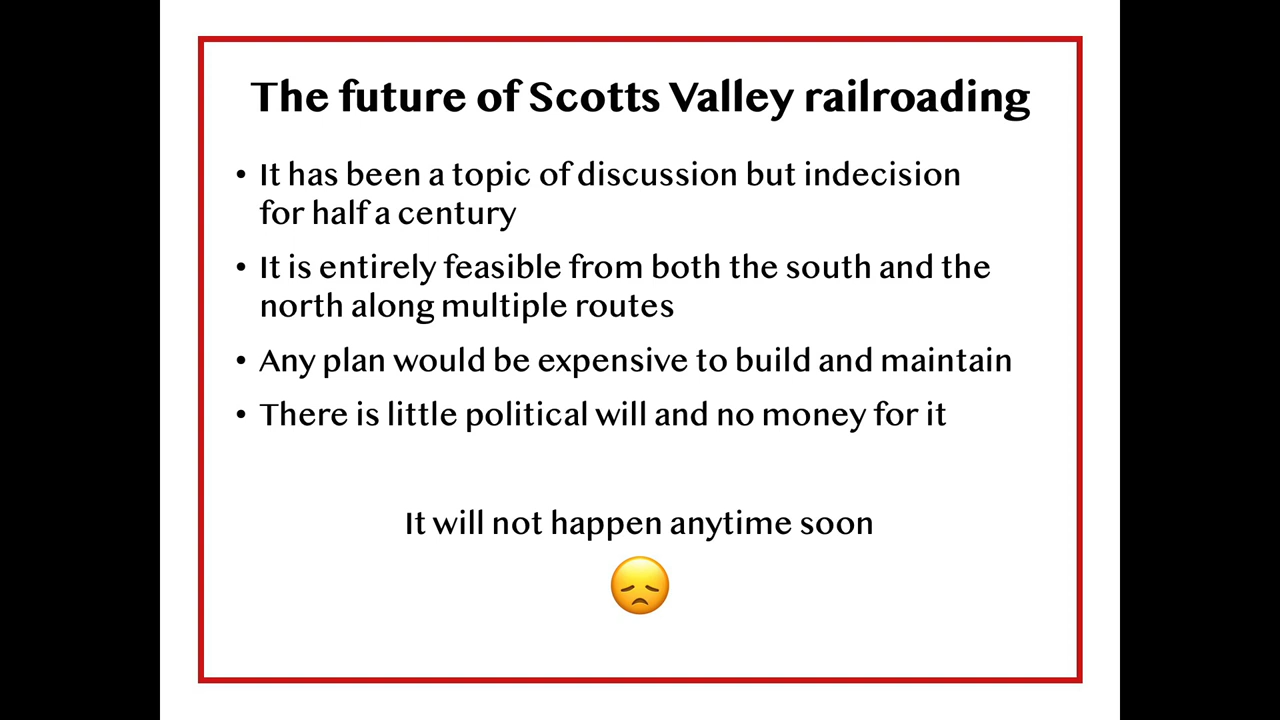 The future of Scotts Valley railroading
• It has been a topic of discussion but indecision
for half a century
• It is entirely feasible from both the south and the
north along multiple routes
• Any plan would be expensive to build and maintain
• There is little political will and no money for it
It will not happen anytime soon
😞